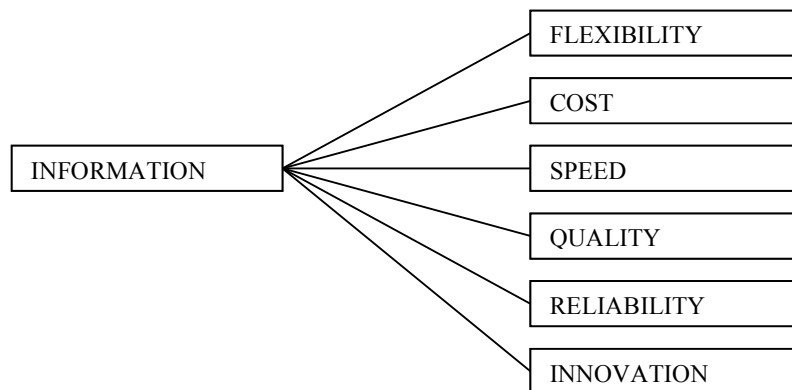 FLEXIBILITY
COST
INFORMATION
SPEED
QUALITY
RELIABILITY
INNOVATION